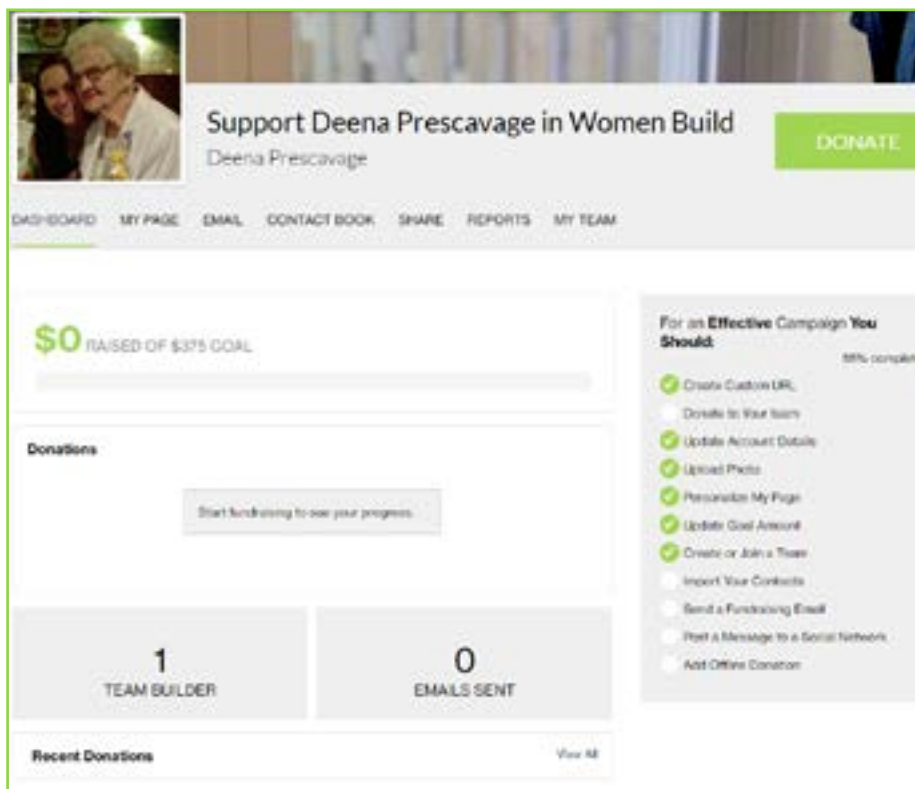 Support Deena Prescavage in Women Build
Deena Prescavage
DONATE
DASHBOARD MY PAGE EMAIL CONTACT BOOK SHARE REPORTS MY TEAM
$0 RAISED OF $375 GOAL
Donations
Start fundraising to see your progress.
1
TEAM BUILDER
0
EMAILS SENT
Recent Donations View All
For an Effective Campaign You
Should:
Create Custom URL
Donate to Your team
Update Account Details
Upload Photo
Personalize My Page
Update Goal Amount
Create or Join a Team
Import Your Contacts
Send a Fundraising Email
Post a Message to a Social Network
Add Offline Donation